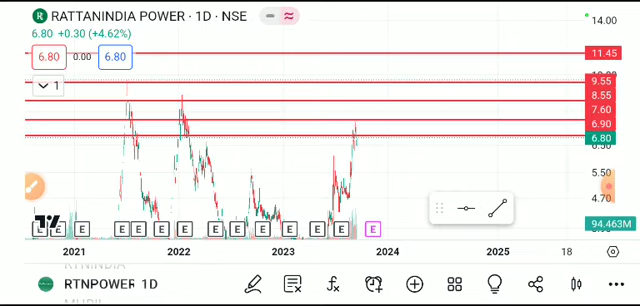 RATTANINDIA POWER · 1D · NSE
14.00
6.80 +0.30 (+4.62%)
6.80 0.00 6.80
11.45
1
9.55
8.55
7.60
6.90
6.80
5.50
4.70
94.463M
E E E E E E E E E E E E E E
2021 2022 2023 2024 2025 18
RTNPOWER 1D